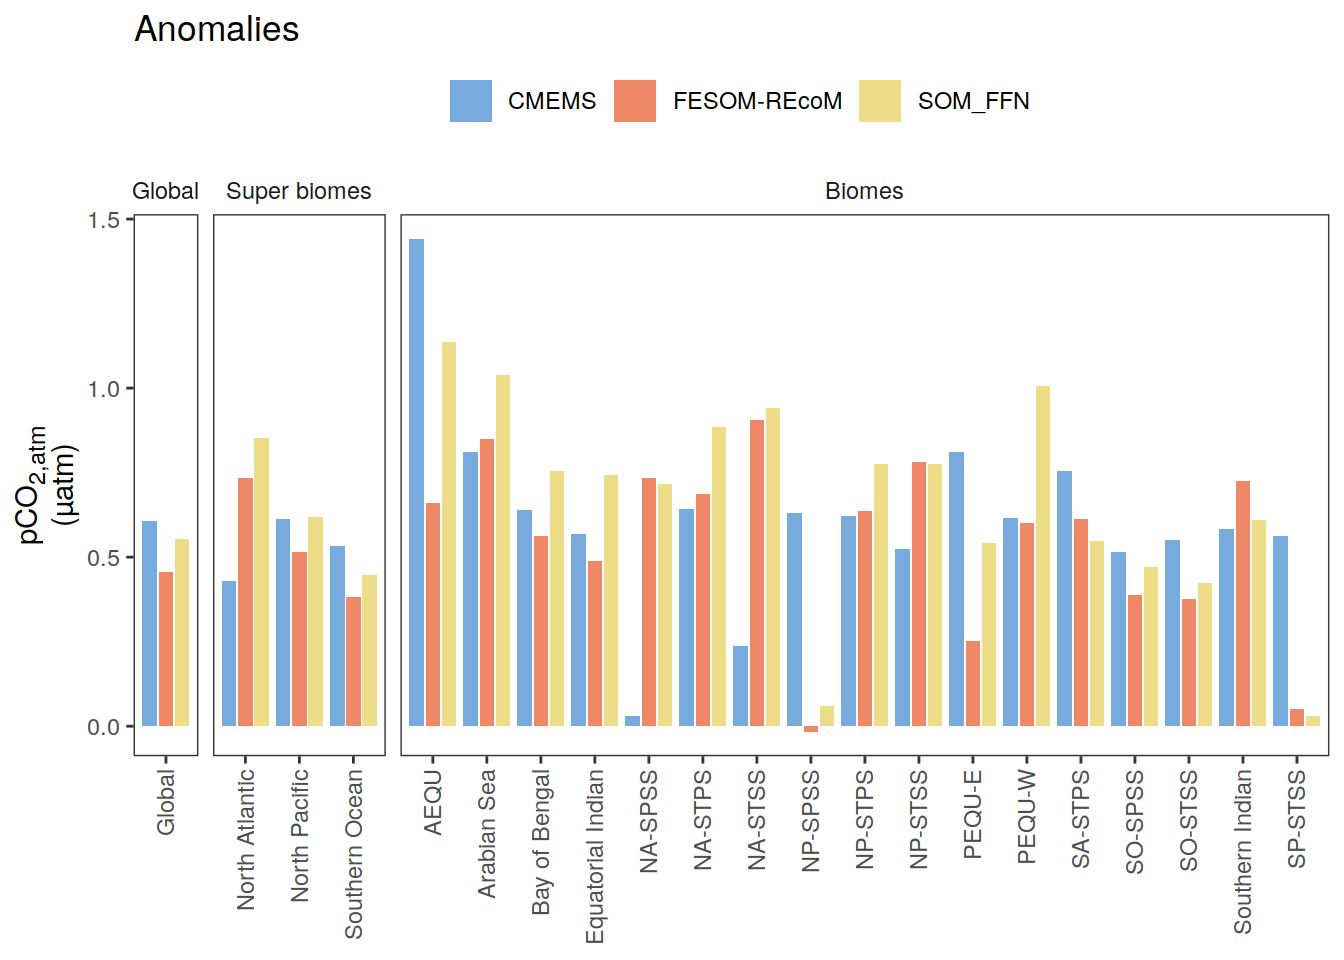 Anomalies
CMEMS FESOM-REcoM SOM_FFN
Global Super biomes Biomes
1.5
1.0
0.5
0.0
pCO2,atm
(µatm)
Global
North Atlantic
North Pacific
Southern Ocean
AEQU
Arabian Sea
Bay of Bengal
Equatorial Indian
NA-SPSS
NA-STPS
NA-STSS
NP-SPSS
NP-STPS
NP-STSS
PEQU-E
PEQU-W
SA-STPS
SO-SPSS
SO-STSS
Southern Indian
SP-STSS